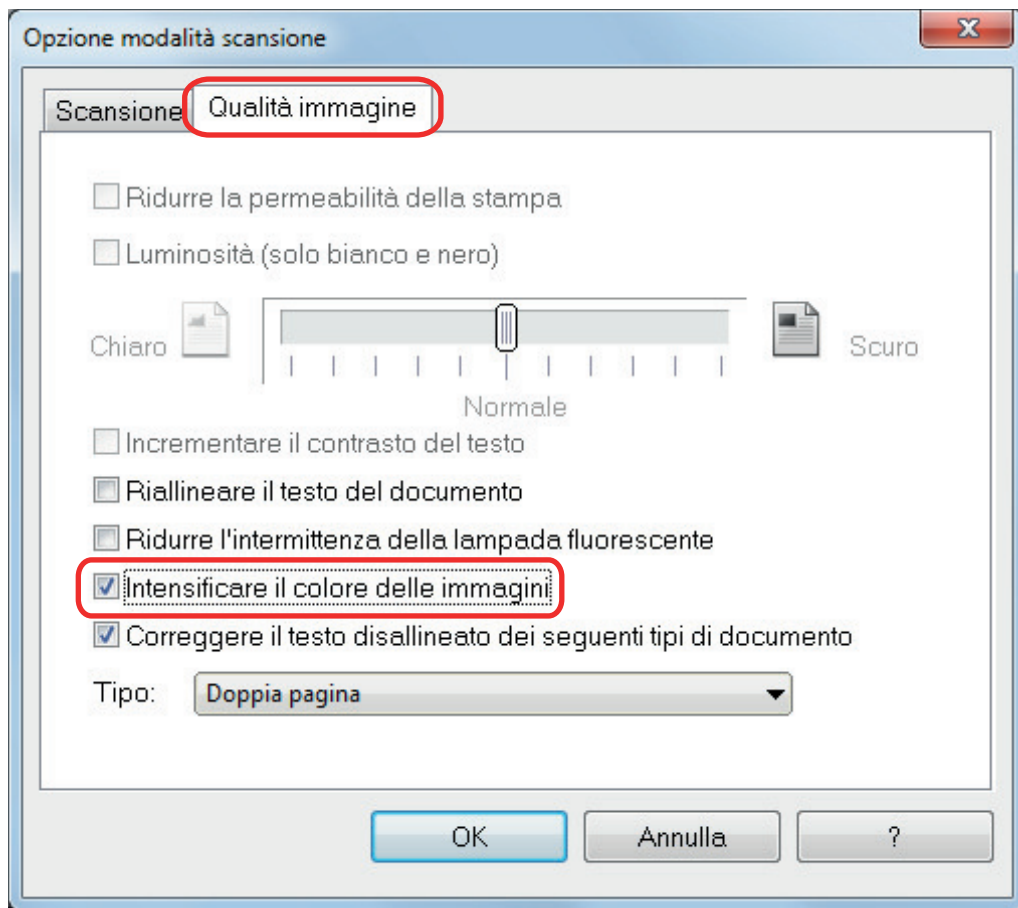 Opzione modalità scansione
Scansione Qualità immagine
Ridurre la permeabilità della stampa
Luminosità (solo bianco e nero)
Chiaro Scuro
Normale
Incrementare il contrasto del testo
Riallineare il testo del documento
Ridurre l'intermittenza della lampada fluorescente
Intensificare il colore delle immagini
Correggere il testo disallineato dei seguenti tipi di documento
Tipo: Doppia pagina
OK Annulla ?